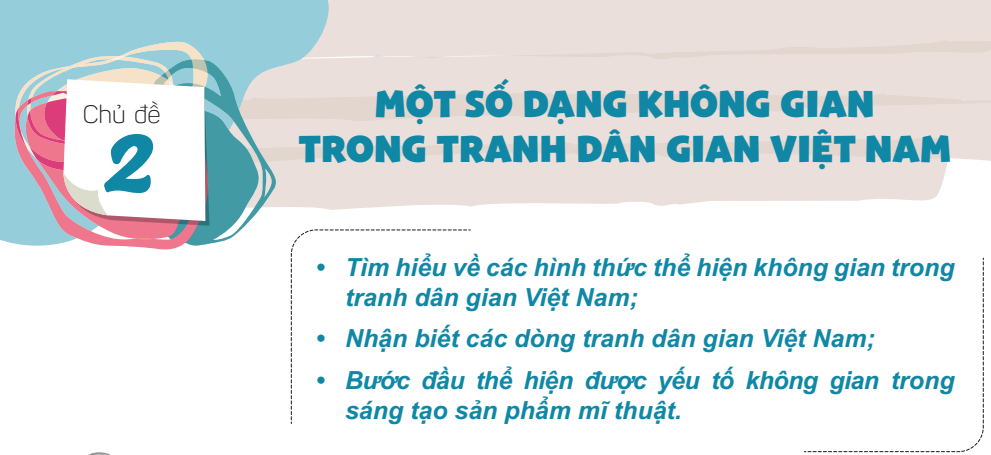 Chủ đề
2
MỘT SỐ DẠNG KHÔNG GIAN
TRONG TRANH DÂN GIAN VIỆT NAM
• Tìm hiểu về các hình thức thể hiện không gian trong
tranh dân gian Việt Nam;
• Nhận biết các dòng tranh dân gian Việt Nam;
• Bước đầu thể hiện được yếu tố không gian trong
sáng tạo sản phẩm mĩ thuật.